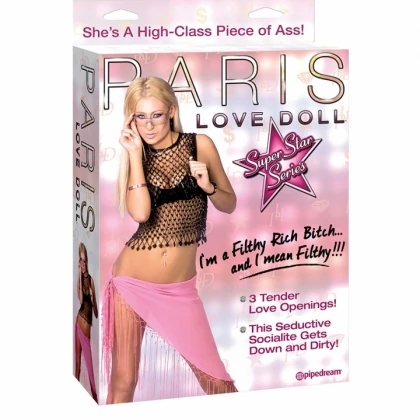 She's A High-Class Piece of Ass!
PARIS
LOVE DOLL
Super Star
Series
I'm a Filthy Rich Bitch...
and I mean Filthy!!!
3 Tender
Love Openings!
This Seductive
Socialite Gets
Down and Dirty!
pipedream
PARIS
LOVE DOLL